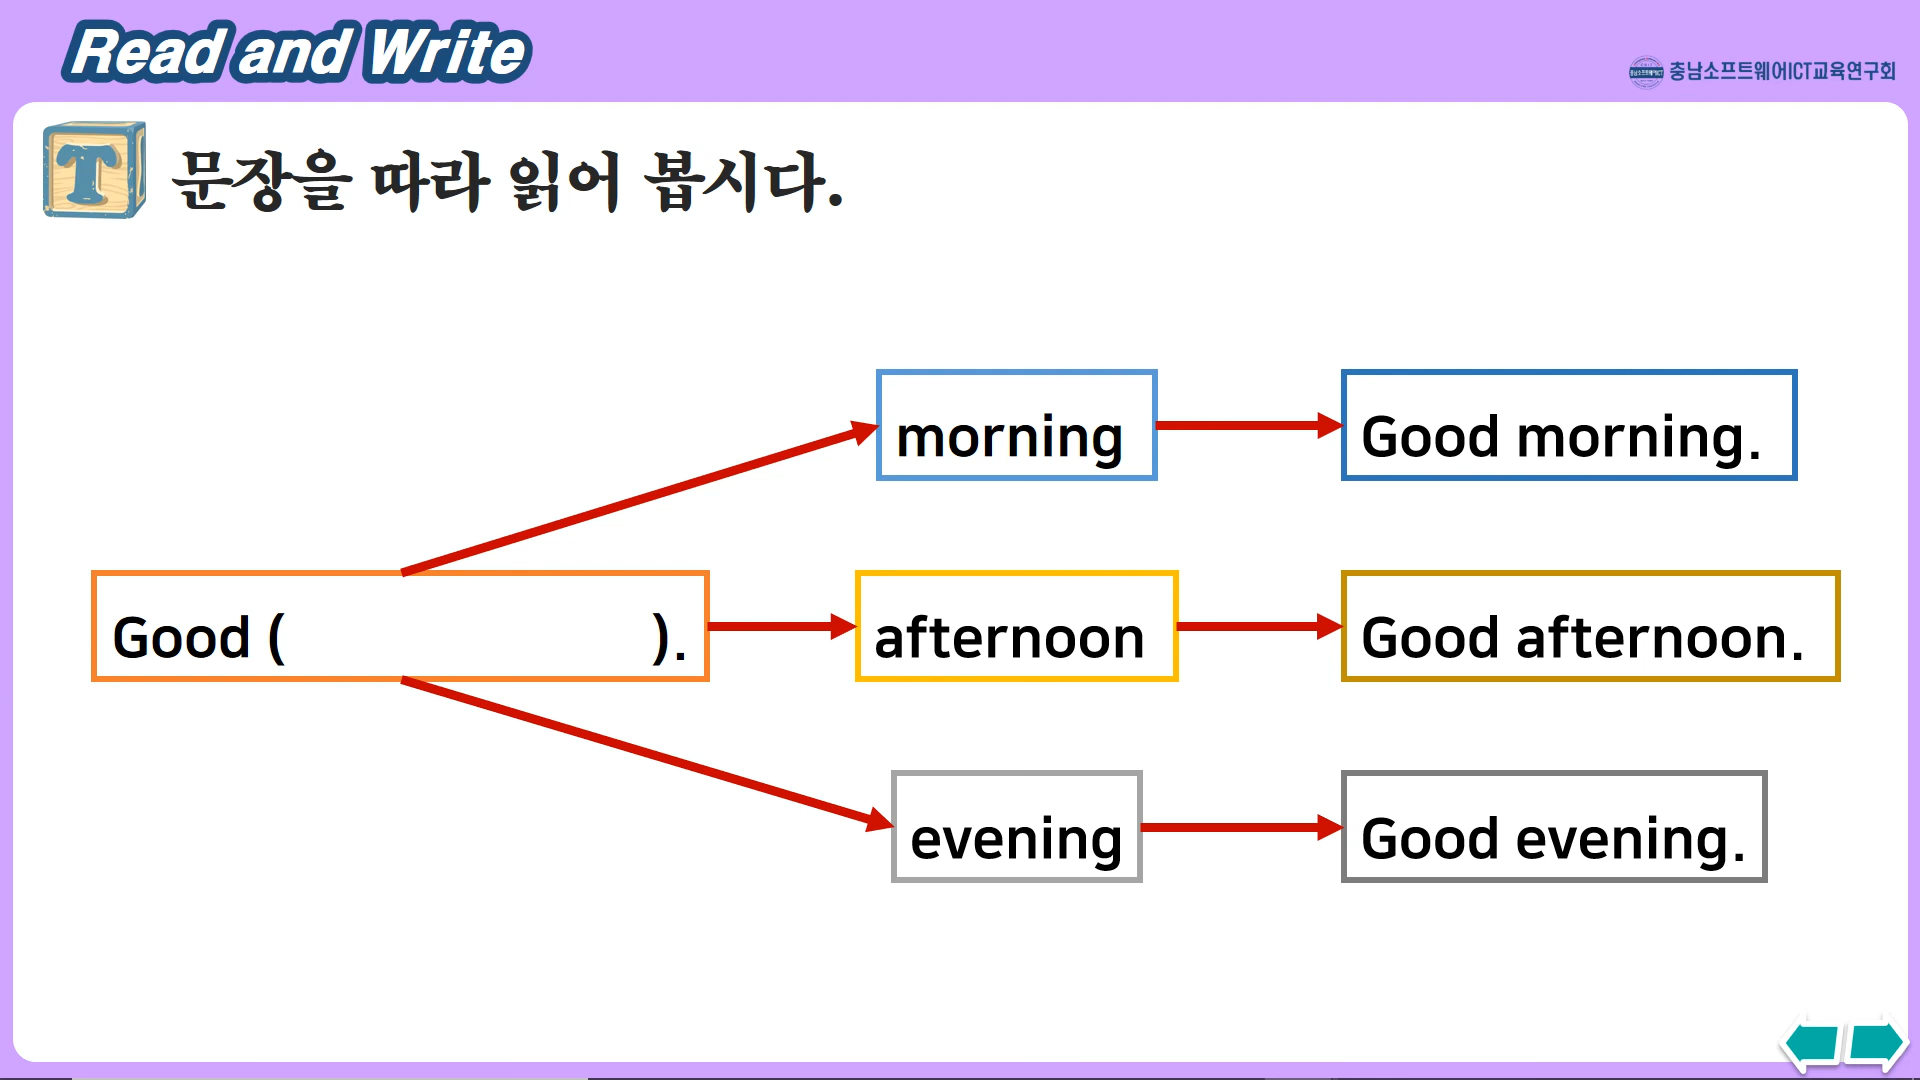 Read and Write
충남소프트웨어ICT교육연구회
T 문장을 따라 읽어 봅시다.
morning
Good morning.
Good ( ).
afternoon
Good afternoon.
evening
Good evening.